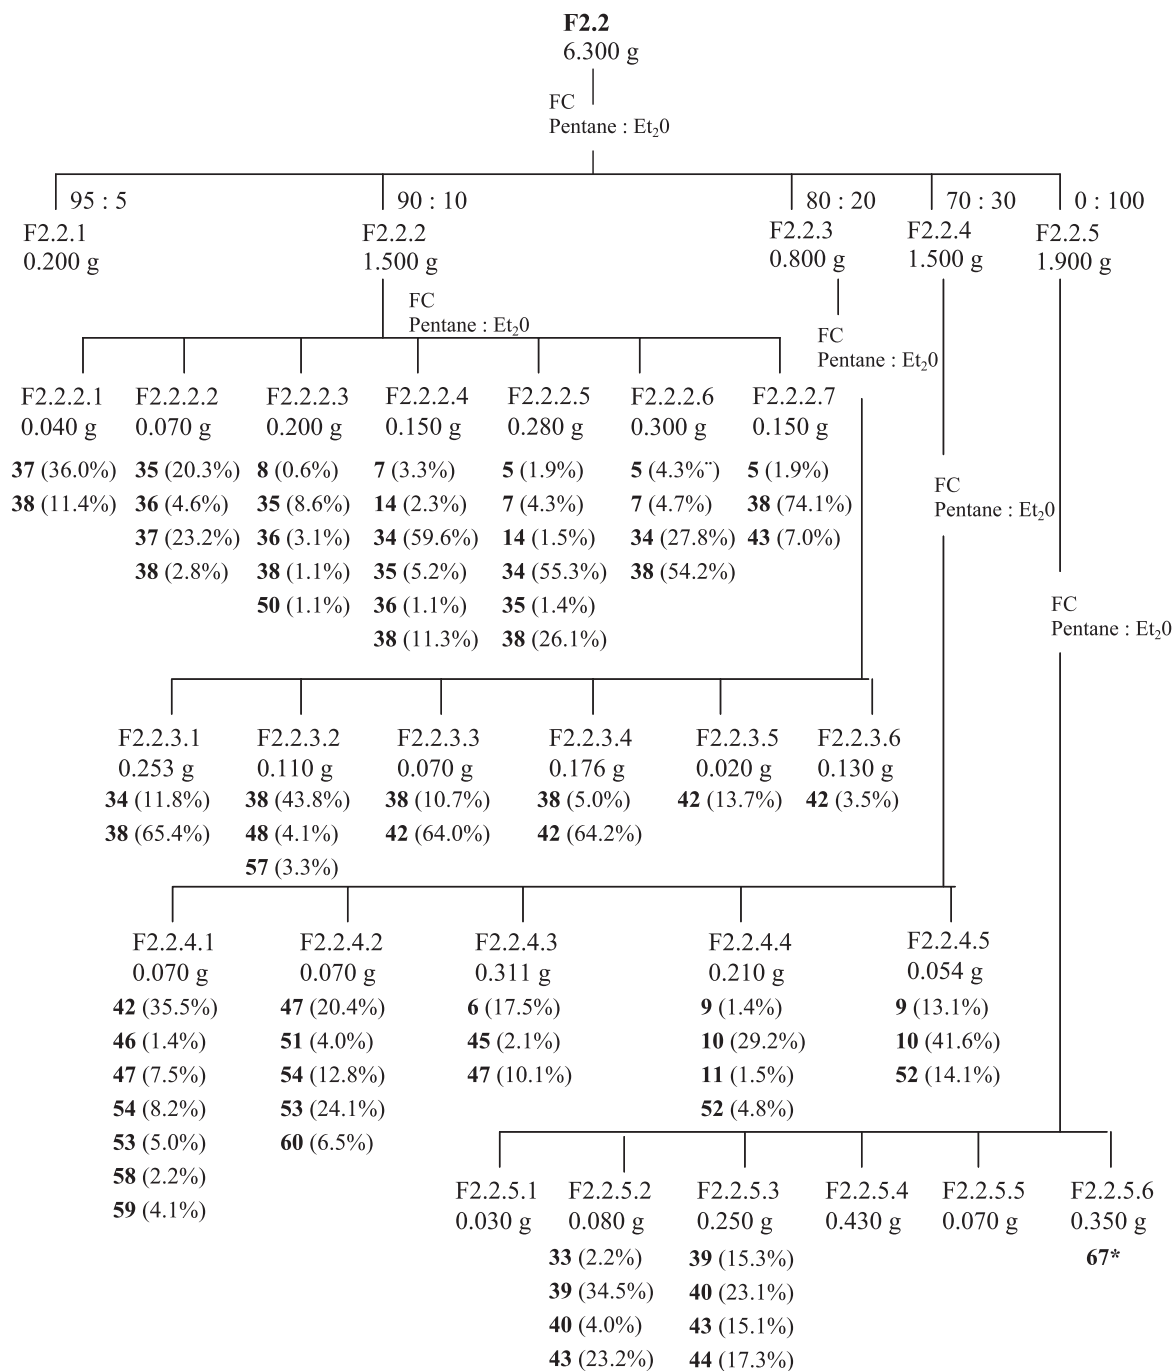 F2.2
6.300 g
FC
Pentane : Et₂0
95 : 5
90 : 10
80 : 20
70 : 30
0 : 100
F2.2.1
0.200 g
F2.2.2
1.500 g
F2.2.3
0.800 g
F2.2.4
1.500 g
F2.2.5
1.900 g
FC
Pentane : Et₂0
FC
Pentane : Et₂0
F2.2.2.1
0.040 g
37 (36.0%)
38 (11.4%)
F2.2.2.2
0.070 g
35 (20.3%)
36 (4.6%)
37 (23.2%)
38 (2.8%)
F2.2.2.3
0.200 g
8 (0.6%)
35 (8.6%)
36 (3.1%)
38 (1.1%)
50 (1.1%)
F2.2.2.4
0.150 g
7 (3.3%)
14 (2.3%)
34 (59.6%)
35 (5.2%)
36 (1.1%)
38 (11.3%)
F2.2.2.5
0.280 g
5 (1.9%)
7 (4.3%)
14 (1.5%)
34 (55.3%)
35 (1.4%)
38 (26.1%)
F2.2.2.6
0.300 g
5 (4.3%¨)
7 (4.7%)
34 (27.8%)
38 (54.2%)
F2.2.2.7
0.150 g
5 (1.9%)
38 (74.1%)
43 (7.0%)
FC
Pentane : Et₂0
FC
Pentane : Et₂0
F2.2.3.1
0.253 g
34 (11.8%)
38 (65.4%)
F2.2.3.2
0.110 g
38 (43.8%)
48 (4.1%)
57 (3.3%)
F2.2.3.3
0.070 g
38 (10.7%)
42 (64.0%)
F2.2.3.4
0.176 g
38 (5.0%)
42 (64.2%)
F2.2.3.5
0.020 g
42 (13.7%)
F2.2.3.6
0.130 g
42 (3.5%)
F2.2.4.1
0.070 g
42 (35.5%)
46 (1.4%)
47 (7.5%)
54 (8.2%)
53 (5.0%)
58 (2.2%)
59 (4.1%)
F2.2.4.2
0.070 g
47 (20.4%)
51 (4.0%)
54 (12.8%)
53 (24.1%)
60 (6.5%)
F2.2.4.3
0.311 g
6 (17.5%)
45 (2.1%)
47 (10.1%)
F2.2.4.4
0.210 g
9 (1.4%)
10 (29.2%)
11 (1.5%)
52 (4.8%)
F2.2.4.5
0.054 g
9 (13.1%)
10 (41.6%)
52 (14.1%)
F2.2.5.1
0.030 g
F2.2.5.2
0.080 g
33 (2.2%)
39 (34.5%)
40 (4.0%)
43 (23.2%)
F2.2.5.3
0.250 g
39 (15.3%)
40 (23.1%)
43 (15.1%)
44 (17.3%)
F2.2.5.4
0.430 g
F2.2.5.5
0.070 g
F2.2.5.6
0.350 g
67*